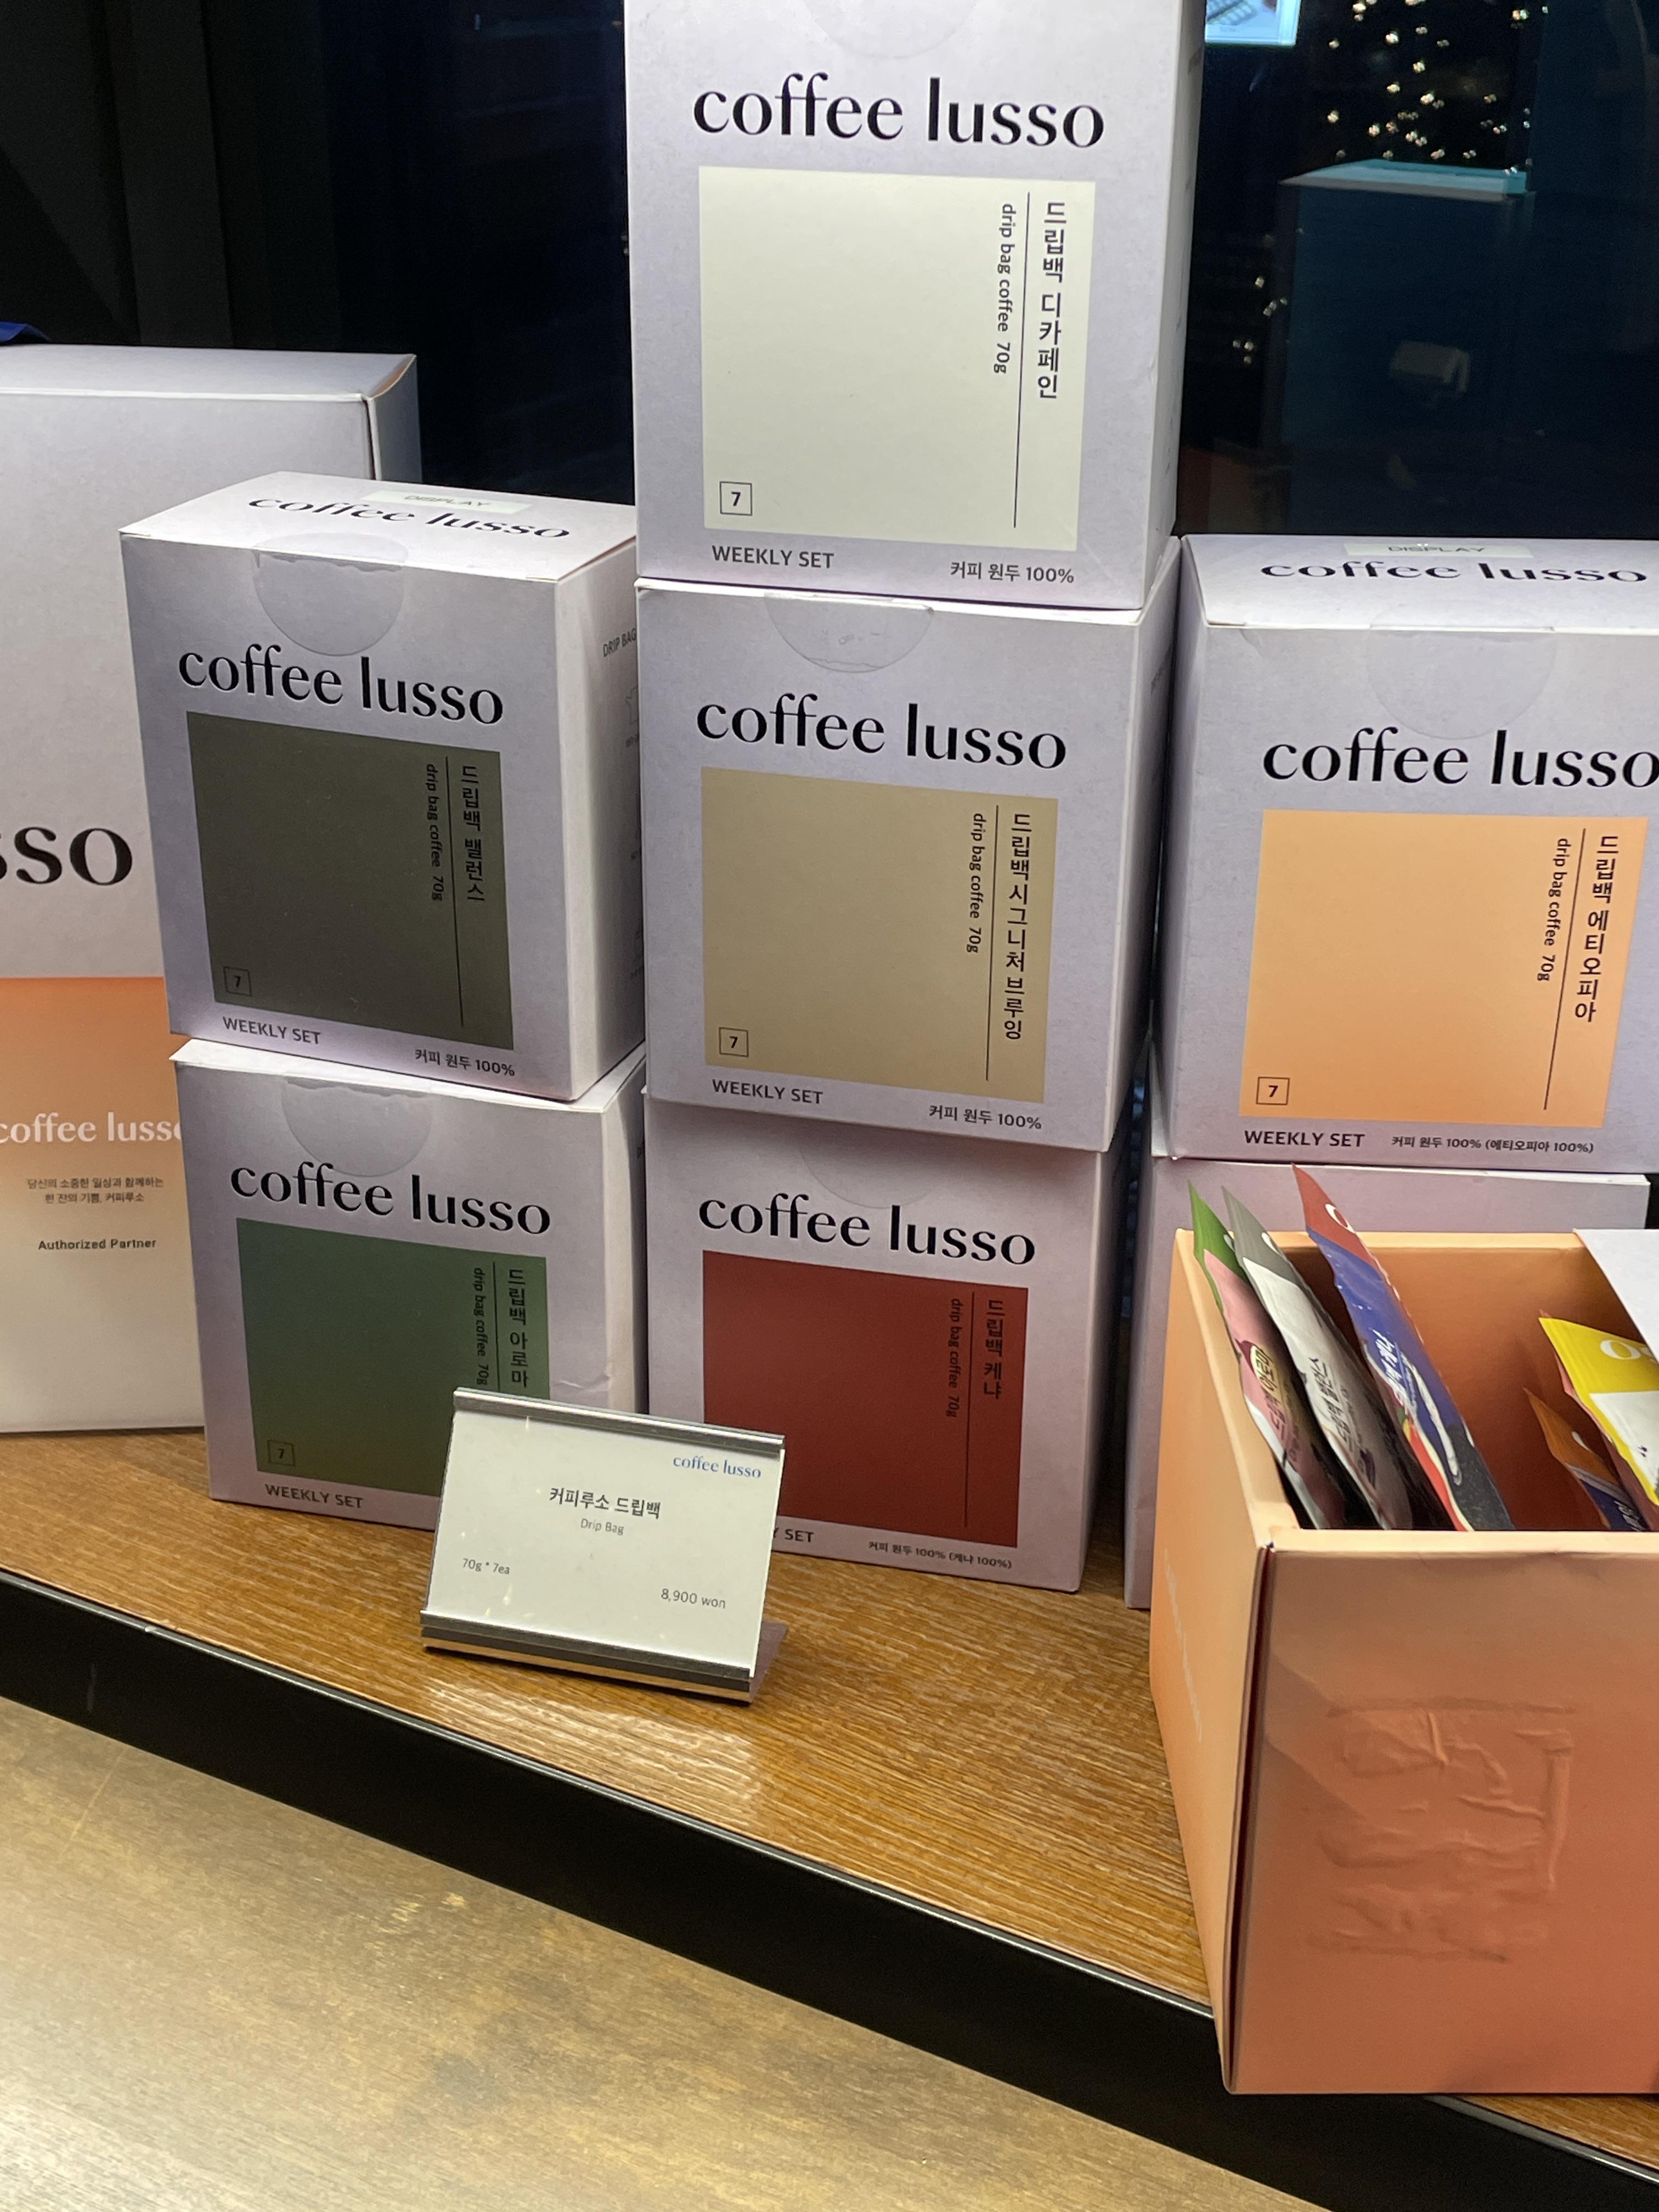 coffee lusso
드립백 디카페인
drip bag coffee 70g
7
WEEKLY SET
커피 원두 100%
DISPLAY
coffee lusso
coffee lusso
드립백 밸런스
drip bag coffee 70g
7
WEEKLY SET
커피 원두 100%
DRIP BAG
coffee lusso
드립백시그니처브루잉
drip bag coffee 70g
7
WEEKLY SET
커피 원두 100%
DISPLAY
coffee lusso
coffee lusso
드립백 에티오피아
drip bag coffee 70g
7
WEEKLY SET
커피 원두 100% (에티오피아 100%)
sso
coffee lusso
당신의 소중한 일상과 함께하는
한 잔의 기쁨, 커피루소
Authorized Partner
coffee lusso
드립백 아로마
drip bag coffee 70g
7
WEEKLY SET
coffee lusso
드립백 케냐
drip bag coffee 70g
SET
커피 원두 100% (케냐 100%)
coffee lusso
커피루소 드립백
Drip Bag
70g * 7ea
8,900 won